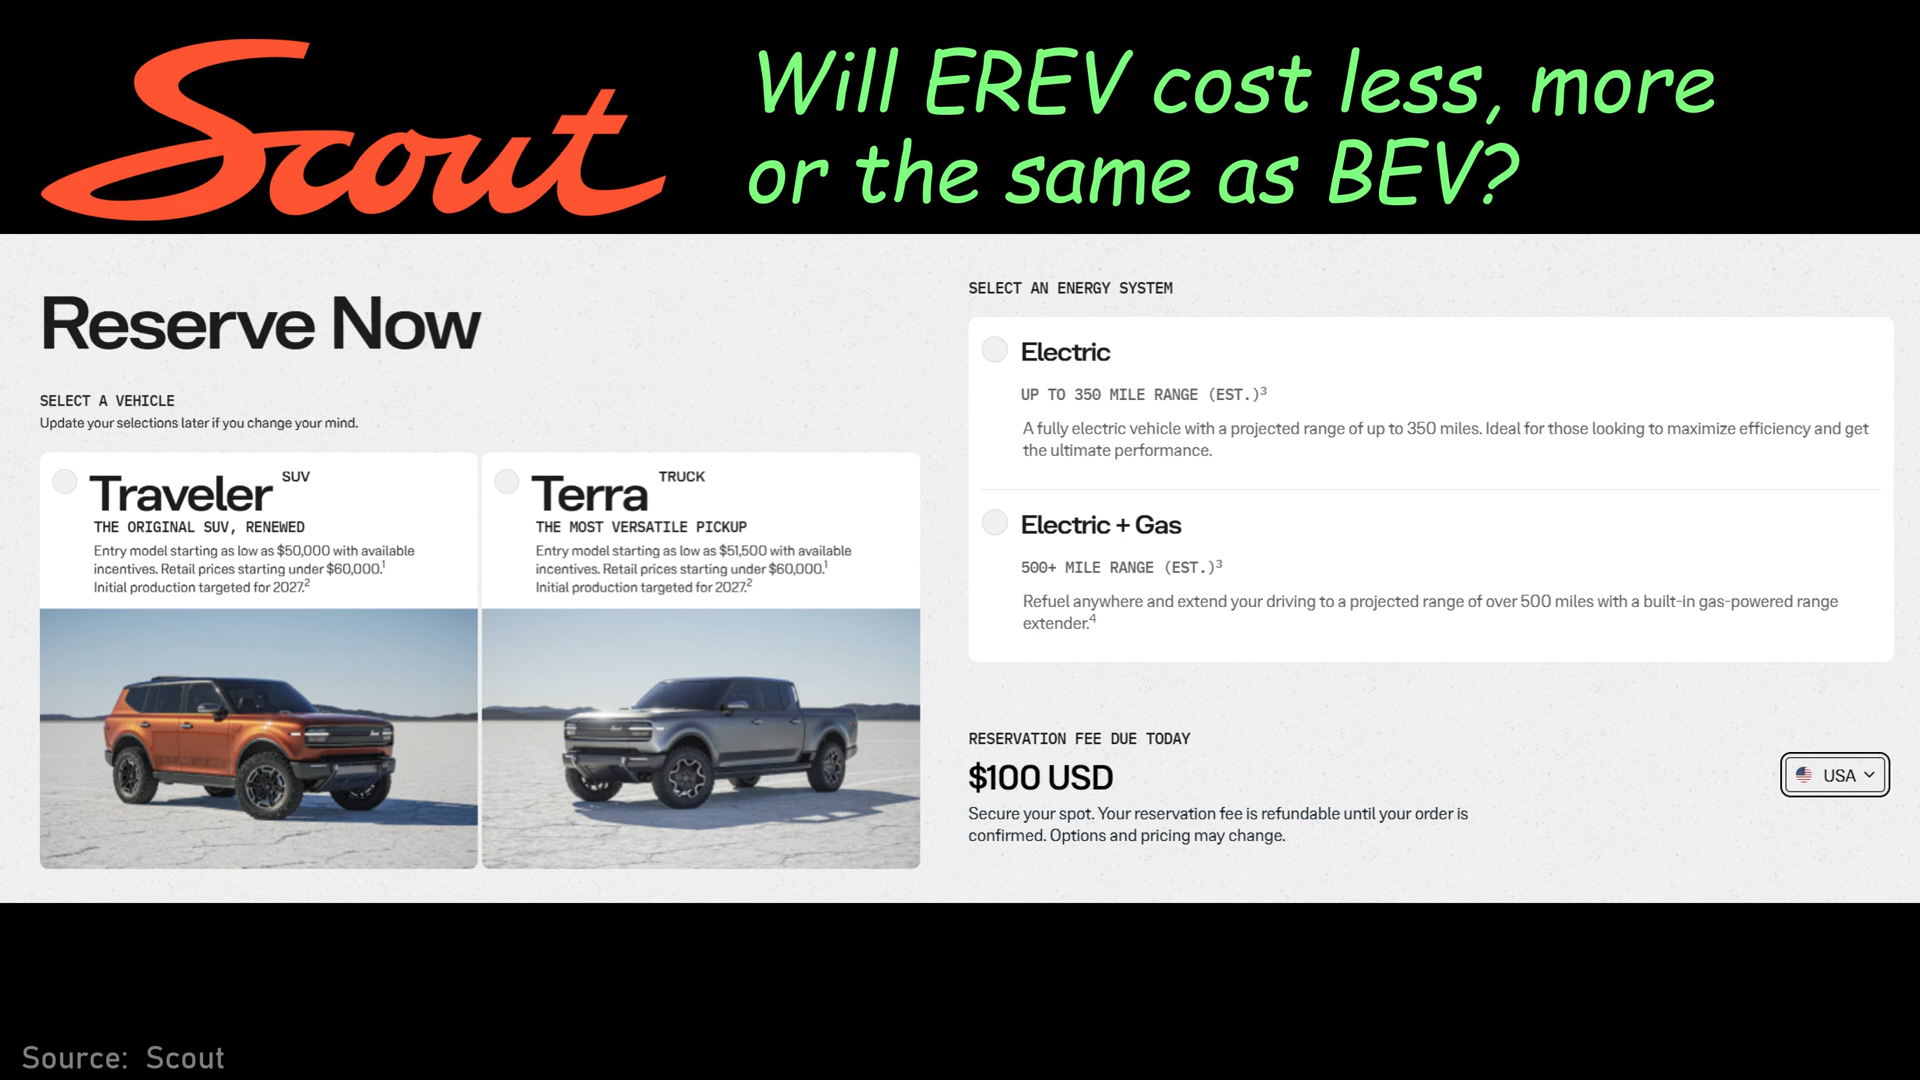 Scout
Will EREV cost less, more
or the same as BEV?
Reserve Now
SELECT A VEHICLE
Update your selections later if you change your mind.
Traveler SUV
THE ORIGINAL SUV, RENEWED
Entry model starting as low as $50,000 with available
incentives. Retail prices starting under $60,000.1
Initial production targeted for 2027.2
Terra TRUCK
THE MOST VERSATILE PICKUP
Entry model starting as low as $51,500 with available
incentives. Retail prices starting under $60,000.1
Initial production targeted for 2027.2
SELECT AN ENERGY SYSTEM
Electric
UP TO 350 MILE RANGE (EST.)3
A fully electric vehicle with a projected range of up to 350 miles. Ideal for those looking to maximize efficiency and get
the ultimate performance.
Electric + Gas
500+ MILE RANGE (EST.)3
Refuel anywhere and extend your driving to a projected range of over 500 miles with a built-in gas-powered range
extender.4
RESERVATION FEE DUE TODAY
$100 USD
USA
Secure your spot. Your reservation fee is refundable until your order is
confirmed. Options and pricing may change.
Source: Scout